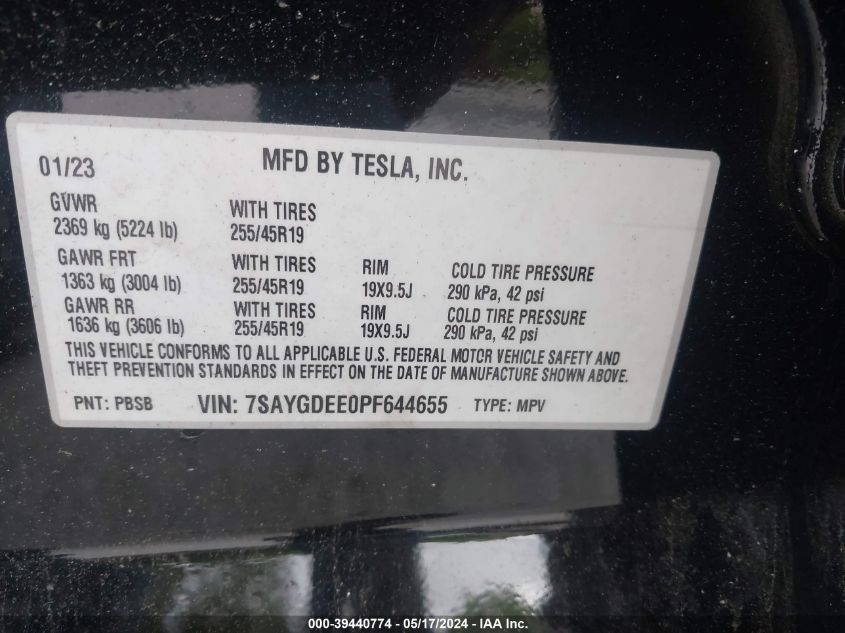 01/23 MFD BY TESLA, INC.
GVWR WITH TIRES
2369 kg (5224 lb) 255/45R19
GAWR FRT WITH TIRES RIM COLD TIRE PRESSURE
1363 kg (3004 lb) 255/45R19 19X9.5J 290 kPa, 42 psi
GAWR RR WITH TIRES RIM COLD TIRE PRESSURE
1636 kg (3606 lb) 255/45R19 19X9.5J 290 kPa, 42 psi
THIS VEHICLE CONFORMS TO ALL APPLICABLE U.S. FEDERAL MOTOR VEHICLE SAFETY AND
THEFT PREVENTION STANDARDS IN EFFECT ON THE DATE OF MANUFACTURE SHOWN ABOVE.
PNT: PBSB VIN: 7SAYGDEE0PF644655 TYPE: MPV
000-39440774 - 05/17/2024 - IAA Inc.